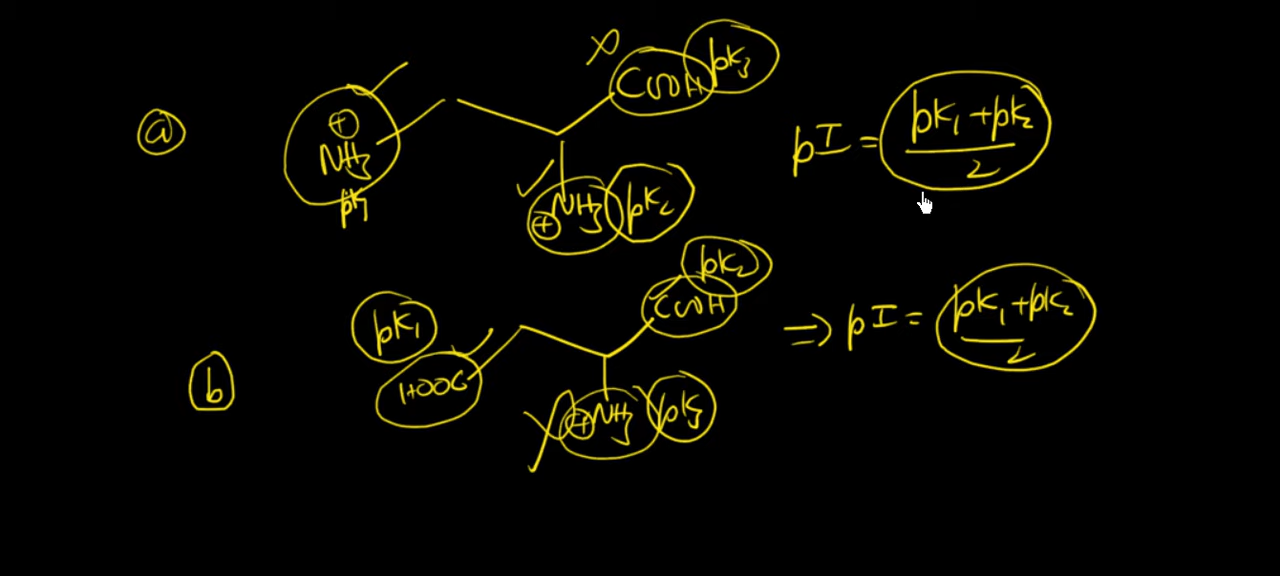 ⓐ ⊕NH₃ pK₁ COOH pK₃ ⊕NH₃ pK₂ pI = (pK₁ + pK₂)/2
b HOOC pK₁ COOH pK₂ ⊕NH₃ pK₃ ⇒ pI = (pK₁ + pK₂)/2